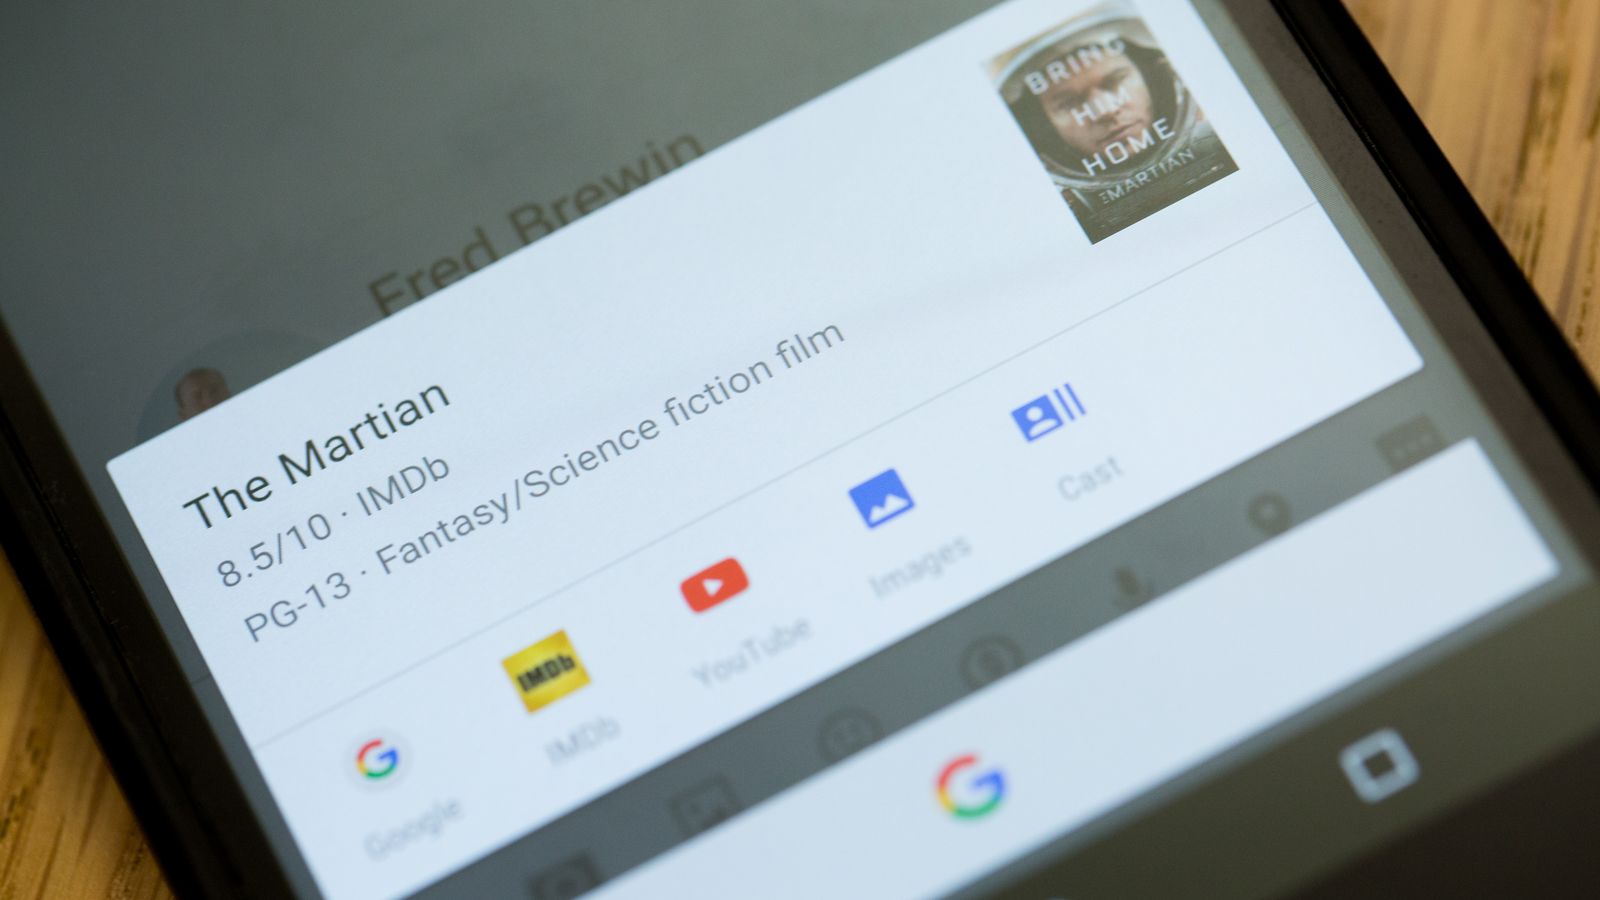 Fred Brewin
BRING
HIM
HOME
MARTIAN
The Martian
8.5/10 · IMDb
PG-13 · Fantasy/Science fiction film
IMDb
Google
IMDb
YouTube
Images
Cast